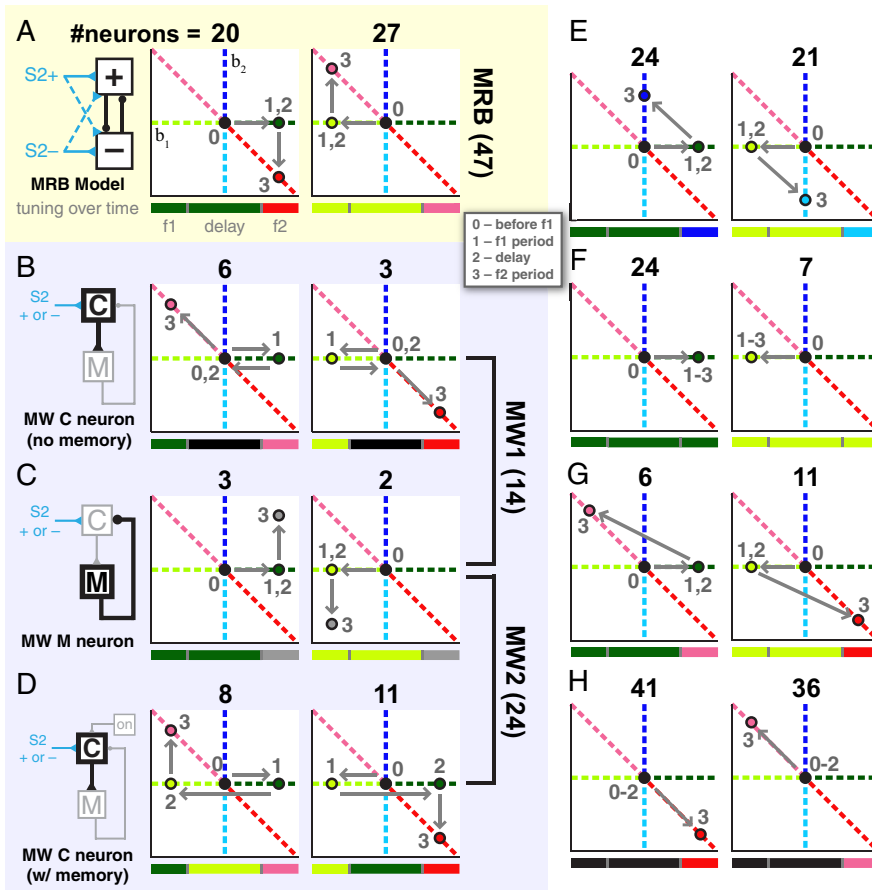 A
#neurons = 20
27
S2+
S2–
+
–
MRB Model
tuning over time
b2
b1
0
1,2
3
f1
delay
f2
3
0
1,2
MRB (47)
0 – before f1
1 – f1 period
2 – delay
3 – f2 period
B
6
3
S2
+ or –
C
M
MW C neuron
(no memory)
3
1
0,2
1
0,2
3
MW1 (14)
C
3
2
S2
+ or –
C
M
MW M neuron
3
0
1,2
1,2
0
3
MW2 (24)
D
8
11
on
S2
+ or –
C
M
MW C neuron
(w/ memory)
3
0
1
2
1
0
2
3
E
24
21
3
0
1,2
1,2
0
3
F
24
7
0
1-3
1-3
0
G
6
11
3
0
1,2
1,2
0
3
H
41
36
0-2
3
3
0-2